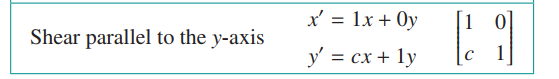 Shear parallel to the y-axis
x′ = 1x + 0y
y′ = cx + 1y
[1 0]
[c 1]